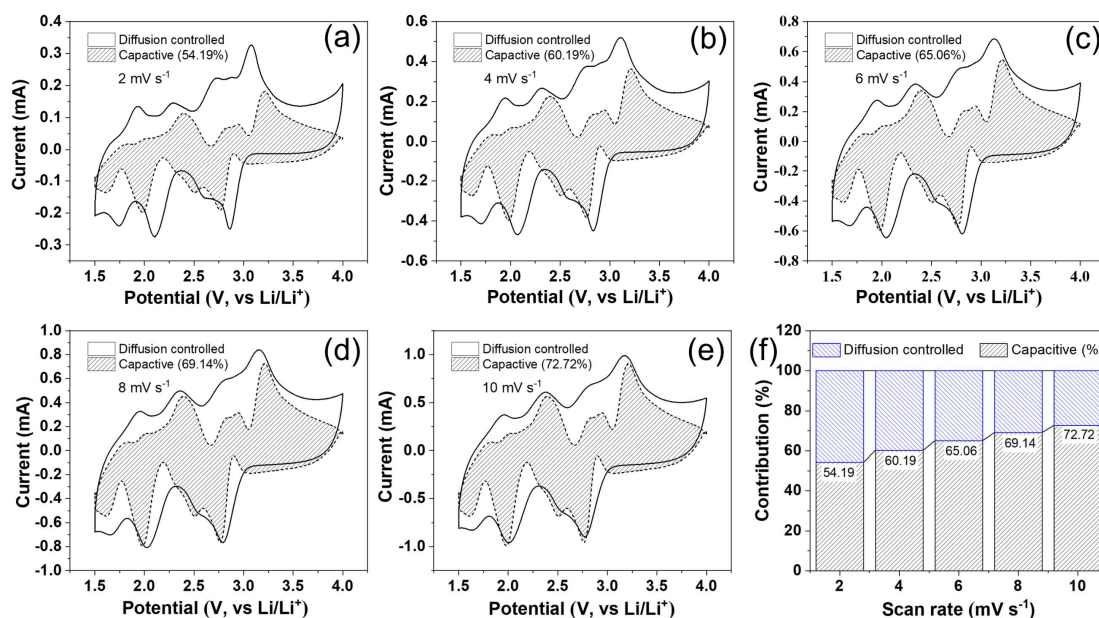 Diffusion controlled
Capactive (54.19%)
2 mV s⁻¹
(a)
Current (mA)
0.4
0.3
0.2
0.1
0.0
-0.1
-0.2
-0.3
1.5 2.0 2.5 3.0 3.5 4.0
Potential (V, vs Li/Li⁺)
Diffusion controlled
Capactive (60.19%)
4 mV s⁻¹
(b)
Current (mA)
0.6
0.4
0.2
0.0
-0.2
-0.4
-0.6
1.5 2.0 2.5 3.0 3.5 4.0
Potential (V, vs Li/Li⁺)
Diffusion controlled
Capactive (65.06%)
6 mV s⁻¹
(c)
Current (mA)
0.8
0.6
0.4
0.2
0.0
-0.2
-0.4
-0.6
-0.8
1.5 2.0 2.5 3.0 3.5 4.0
Potential (V, vs Li/Li⁺)
Diffusion controlled
Capactive (69.14%)
8 mV s⁻¹
(d)
Current (mA)
1.0
0.8
0.6
0.4
0.2
0.0
-0.2
-0.4
-0.6
-0.8
-1.0
1.5 2.0 2.5 3.0 3.5 4.0
Potential (V, vs Li/Li⁺)
Diffusion controlled
Capactive (72.72%)
10 mV s⁻¹
(e)
Current (mA)
1.0
0.5
0.0
-0.5
-1.0
1.5 2.0 2.5 3.0 3.5 4.0
Potential (V, vs Li/Li⁺)
(f)
Diffusion controlled Capacitive (%
Contribution (%)
120
100
80
60
40
20
0
54.19 60.19 65.06 69.14 72.72
2 4 6 8 10
Scan rate (mV s⁻¹)